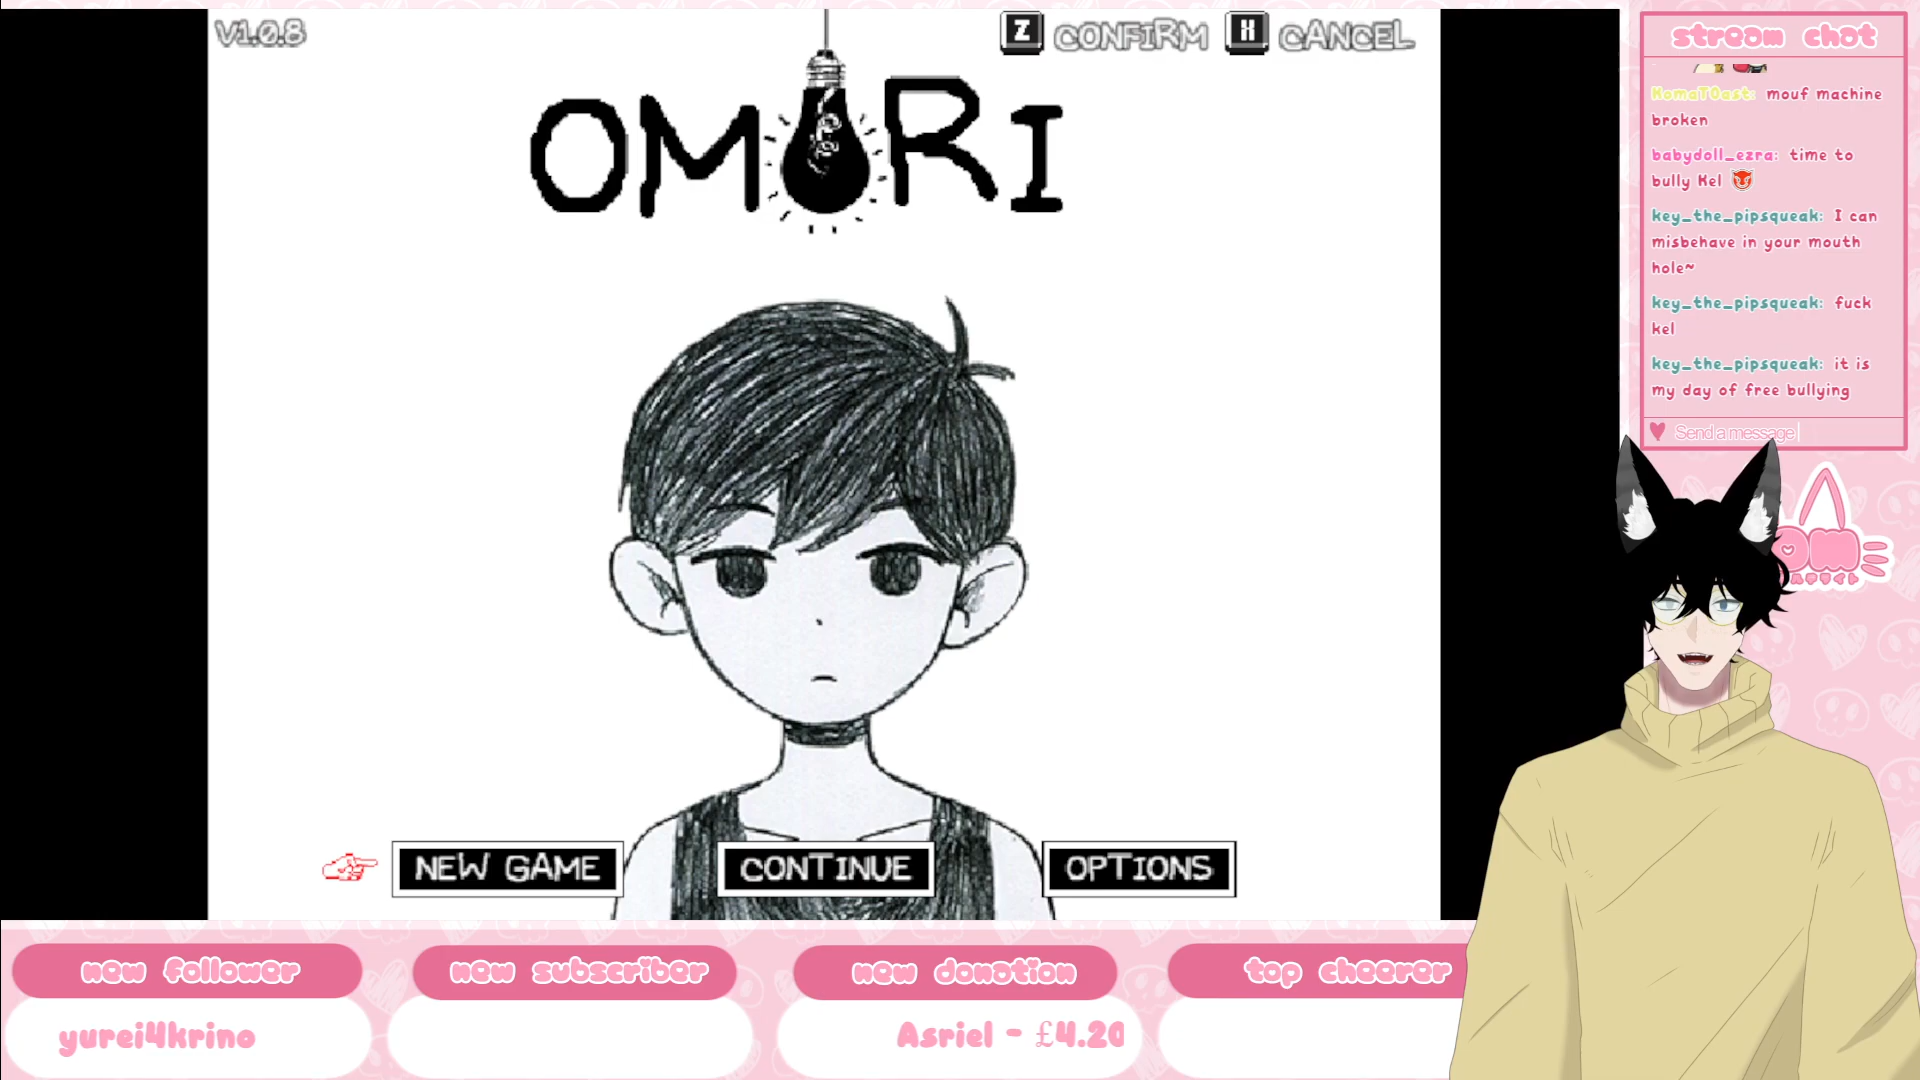 V1.0.8
Z CONFIRM X CANCEL
OMORI
NEW GAME
CONTINUE
OPTIONS
stream chat
KomaT0ast: mouf machine
broken
babydoll_ezra: time to
bully Kel
key_the_pipsqueak: I can
misbehave in your mouth
hole~
key_the_pipsqueak: fuck
kel
key_the_pipsqueak: it is
my day of free bullying
Send a message
om
new follower
new subscriber
new donation
top cheerer
yurei4krino
Asriel - £4.20